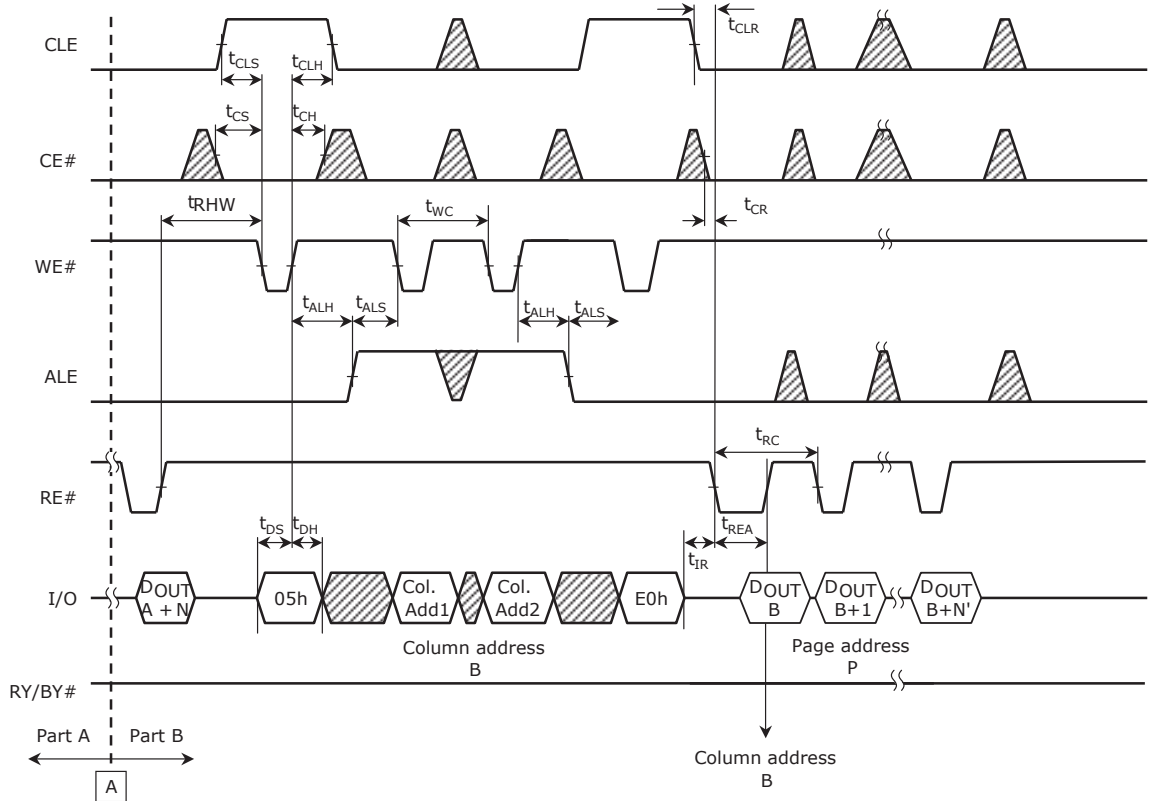 CLE
tCLR
tCLS
tCLH
tCS
tCH
CE#
tRHW
tWC
tCR
WE#
tALH
tALS
tALH
tALS
ALE
tRC
RE#
tDS
tDH
tREA
tIR
I/O
DOUT
A + N
05h
Col.
Add1
Col.
Add2
E0h
DOUT
B
DOUT
B+1
DOUT
B+N'
Column address
B
Page address
P
RY/BY#
Part A
Part B
Column address
B
A